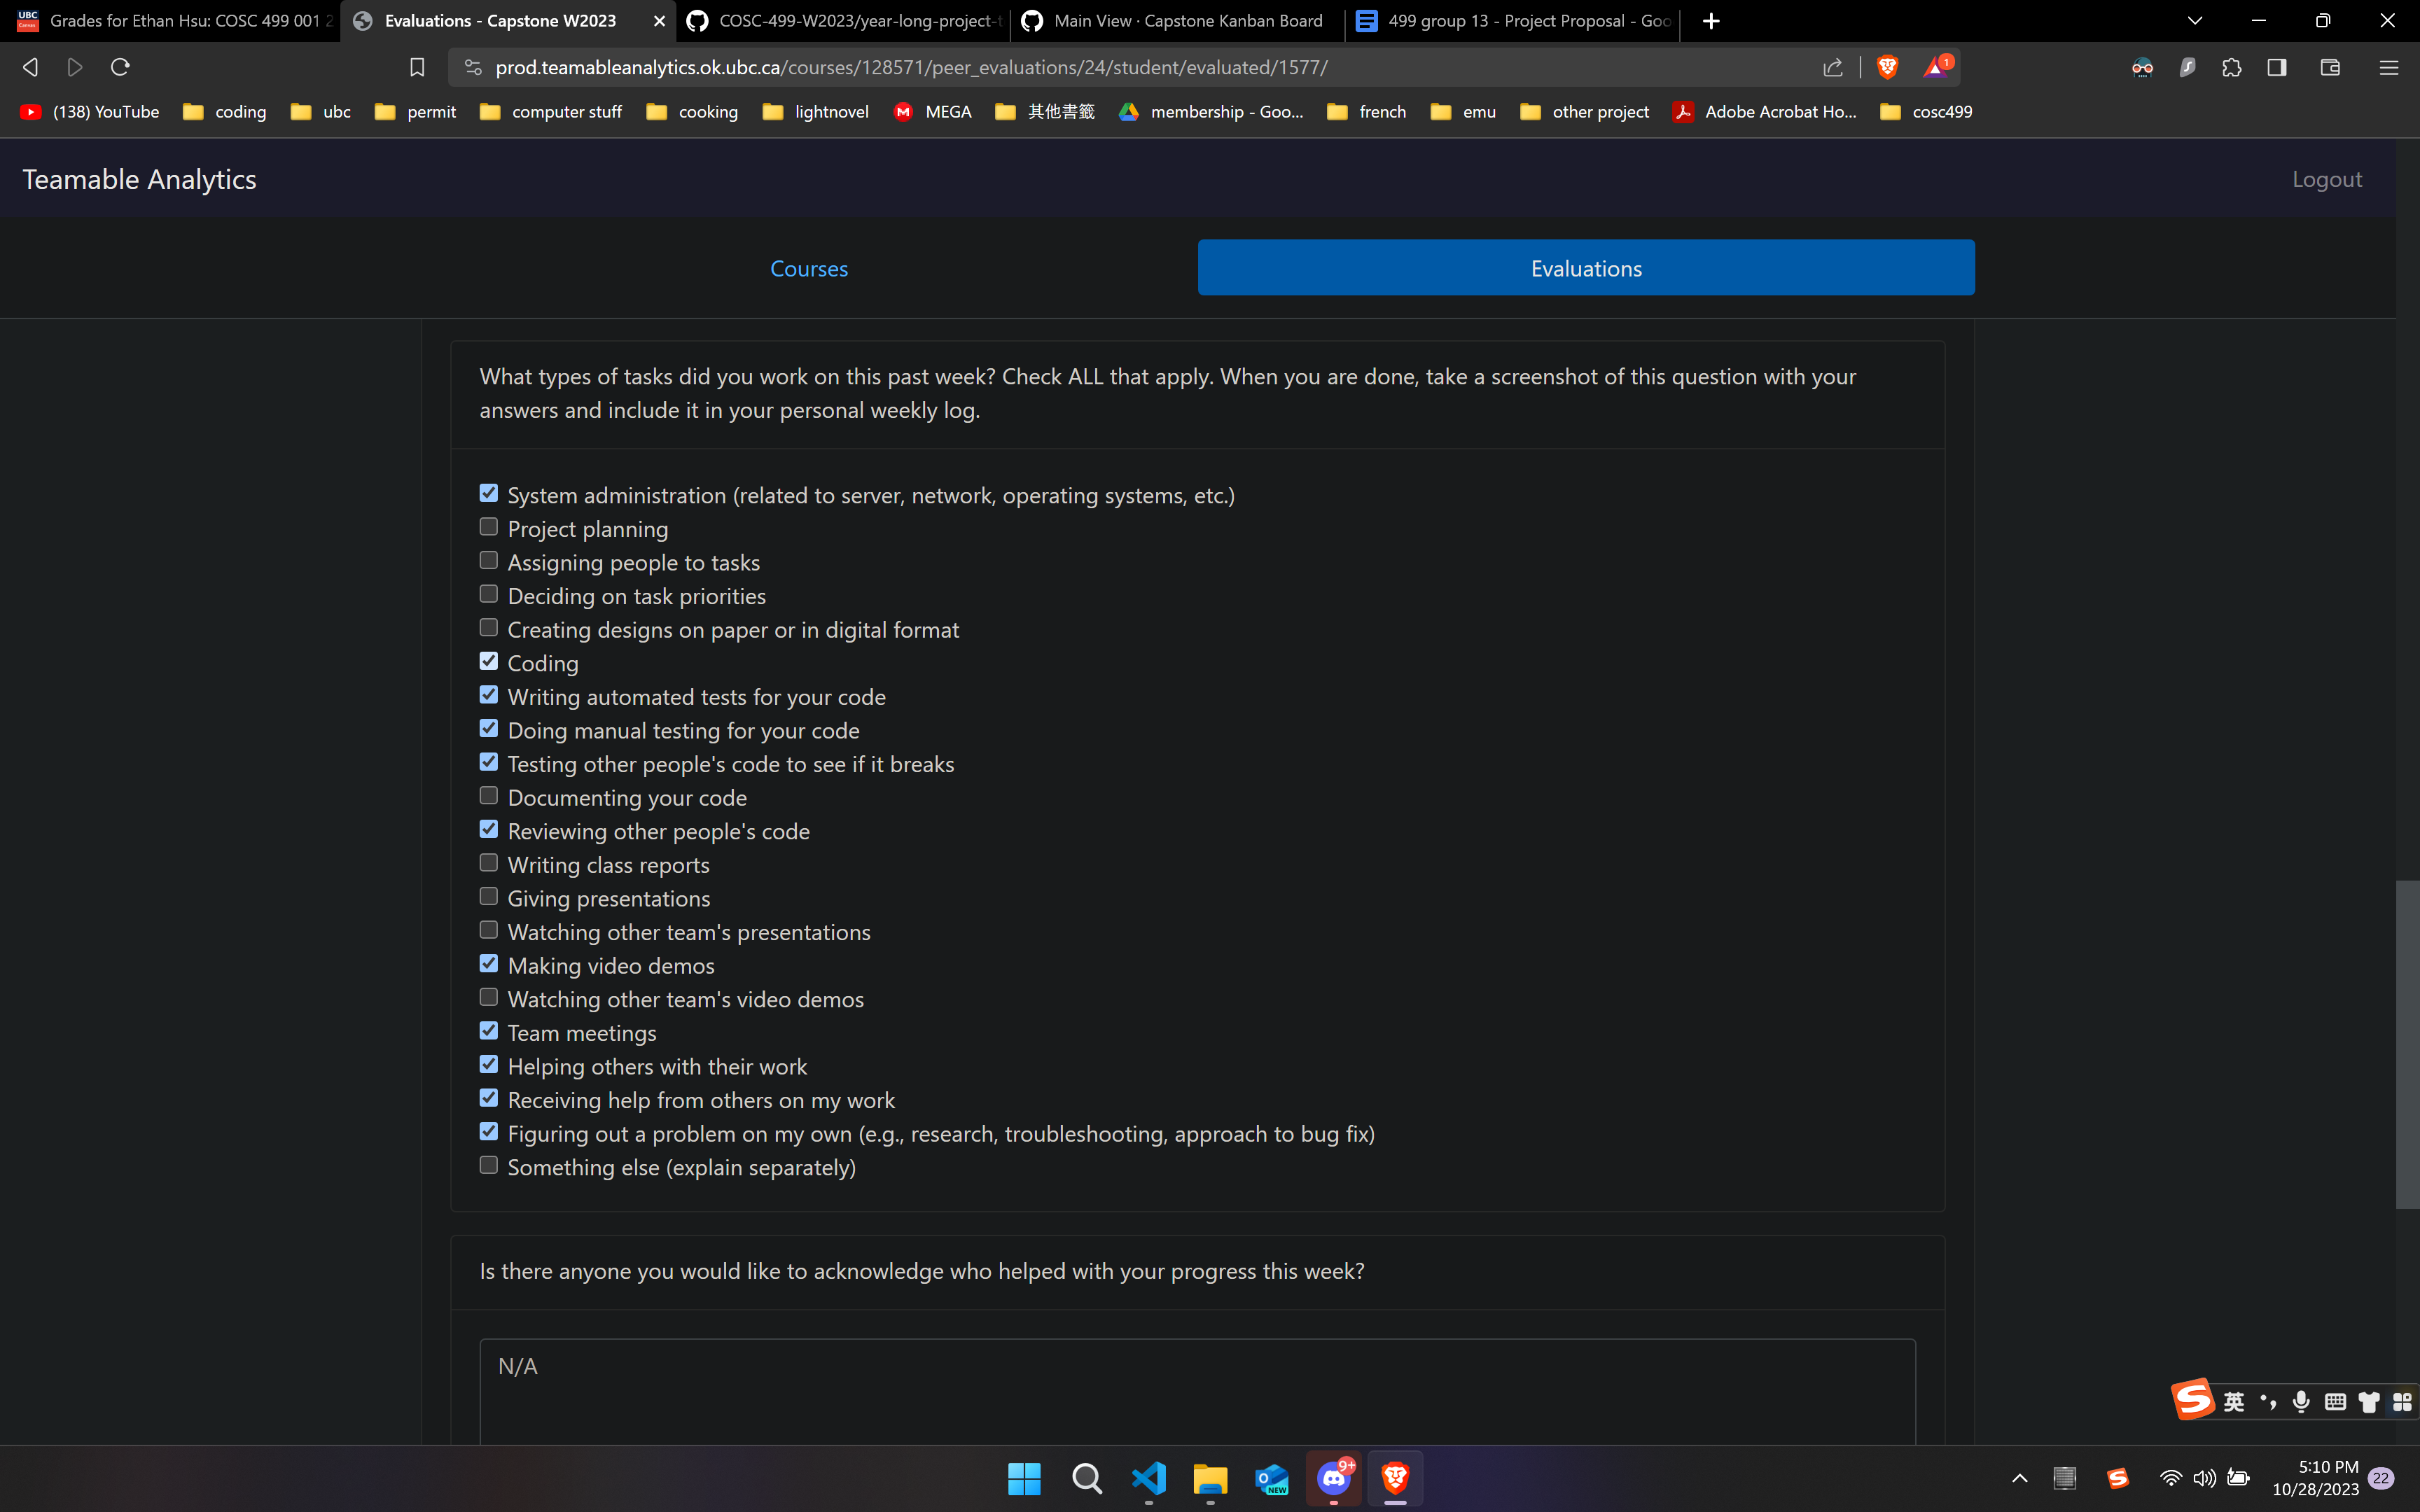 UBC Grades for Ethan Hsu: COSC 499 001 2
Evaluations - Capstone W2023
COSC-499-W2023/year-long-project-t
Main View · Capstone Kanban Board
499 group 13 - Project Proposal - Goo
prod.teamableanalytics.ok.ubc.ca/courses/128571/peer_evaluations/24/student/evaluated/1577/
1
(138) YouTube
coding
ubc
permit
computer stuff
cooking
lightnovel
MEGA
其他書籤
membership - Goo...
french
emu
other project
Adobe Acrobat Ho...
cosc499
Teamable Analytics
Logout
Courses
Evaluations
What types of tasks did you work on this past week? Check ALL that apply. When you are done, take a screenshot of this question with your
answers and include it in your personal weekly log.
System administration (related to server, network, operating systems, etc.)
Project planning
Assigning people to tasks
Deciding on task priorities
Creating designs on paper or in digital format
Coding
Writing automated tests for your code
Doing manual testing for your code
Testing other people's code to see if it breaks
Documenting your code
Reviewing other people's code
Writing class reports
Giving presentations
Watching other team's presentations
Making video demos
Watching other team's video demos
Team meetings
Helping others with their work
Receiving help from others on my work
Figuring out a problem on my own (e.g., research, troubleshooting, approach to bug fix)
Something else (explain separately)
Is there anyone you would like to acknowledge who helped with your progress this week?
N/A
英
NEW
9+
5:10 PM
10/28/2023
22